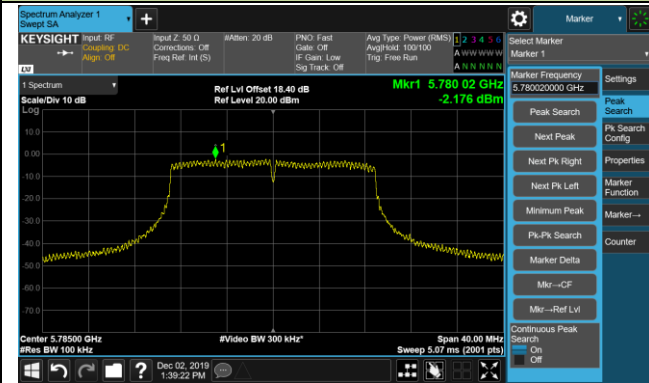 Spectrum Analyzer 1
Swept SA
+
Marker
KEYSIGHT
Input: RF
Coupling: DC
Align: Off
Input Z: 50 Ω
Corrections: Off
Freq Ref: Int (S)
#Atten: 20 dB
PNO: Fast
Gate: Off
IF Gain: Low
Sig Track: Off
Avg Type: Power (RMS)
Avg|Hold: 100/100
Trig: Free Run
1 2 3 4 5 6
A W W W W W
A N N N N N
LXI
Select Marker
Marker 1
1 Spectrum
Scale/Div 10 dB
Ref Lvl Offset 18.40 dB
Ref Level 20.00 dBm
Mkr1 5.780 02 GHz
-2.176 dBm
Log
10.0
0.00
-10.0
-20.0
-30.0
-40.0
-50.0
-60.0
-70.0
1
Center 5.78500 GHz
#Res BW 100 kHz
#Video BW 300 kHz*
Span 40.00 MHz
Sweep 5.07 ms (2001 pts)
Marker Frequency
5.780020000 GHz
Peak Search
Next Peak
Next Pk Right
Next Pk Left
Minimum Peak
Pk-Pk Search
Marker Delta
Mkr→CF
Mkr→Ref Lvl
Continuous Peak
Search
On
Off
Settings
Peak
Search
Pk Search
Config
Properties
Marker
Function
Marker→
Counter
?
Dec 02, 2019
1:39:22 PM